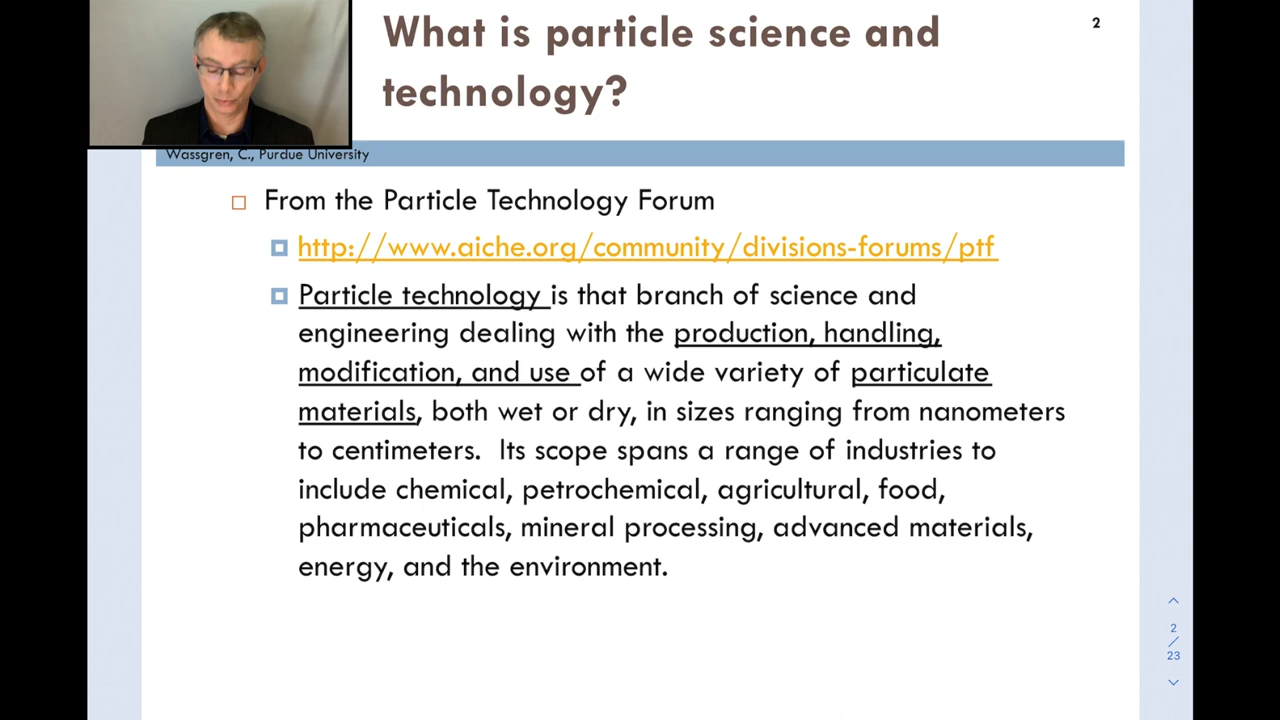 What is particle science and
technology?
2
Wassgren, C., Purdue University
From the Particle Technology Forum
http://www.aiche.org/community/divisions-forums/ptf
Particle technology is that branch of science and
engineering dealing with the production, handling,
modification, and use of a wide variety of particulate
materials, both wet or dry, in sizes ranging from nanometers
to centimeters. Its scope spans a range of industries to
include chemical, petrochemical, agricultural, food,
pharmaceuticals, mineral processing, advanced materials,
energy, and the environment.
2
/
23